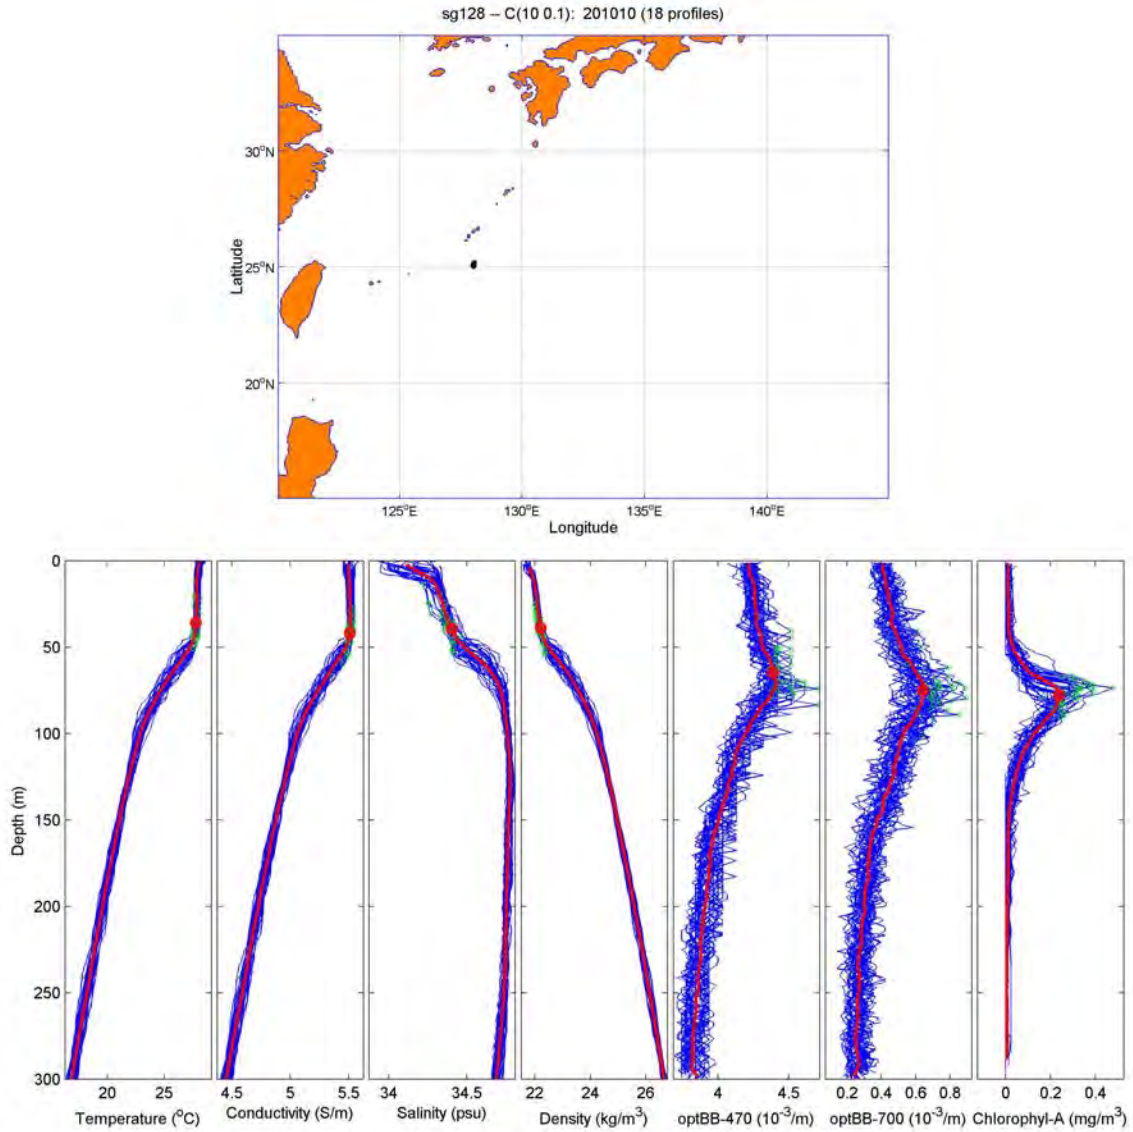 sg128 – C(10 0.1): 201010 (18 profiles)
30°N
25°N
20°N
Latitude
125°E 130°E 135°E 140°E
Longitude
0
50
100
150
200
250
300
Depth (m)
20 4.5 5 5.5 34 34.5 22 24 26 4 4.5 0.2 0.4 0.6 0.8 0 0.2 0.4
Temperature (°C) Conductivity (S/m) Salinity (psu) Density (kg/m³) optBB-470 (10⁻³/m) optBB-700 (10⁻³/m) Chlorophyl-A (mg/m³)